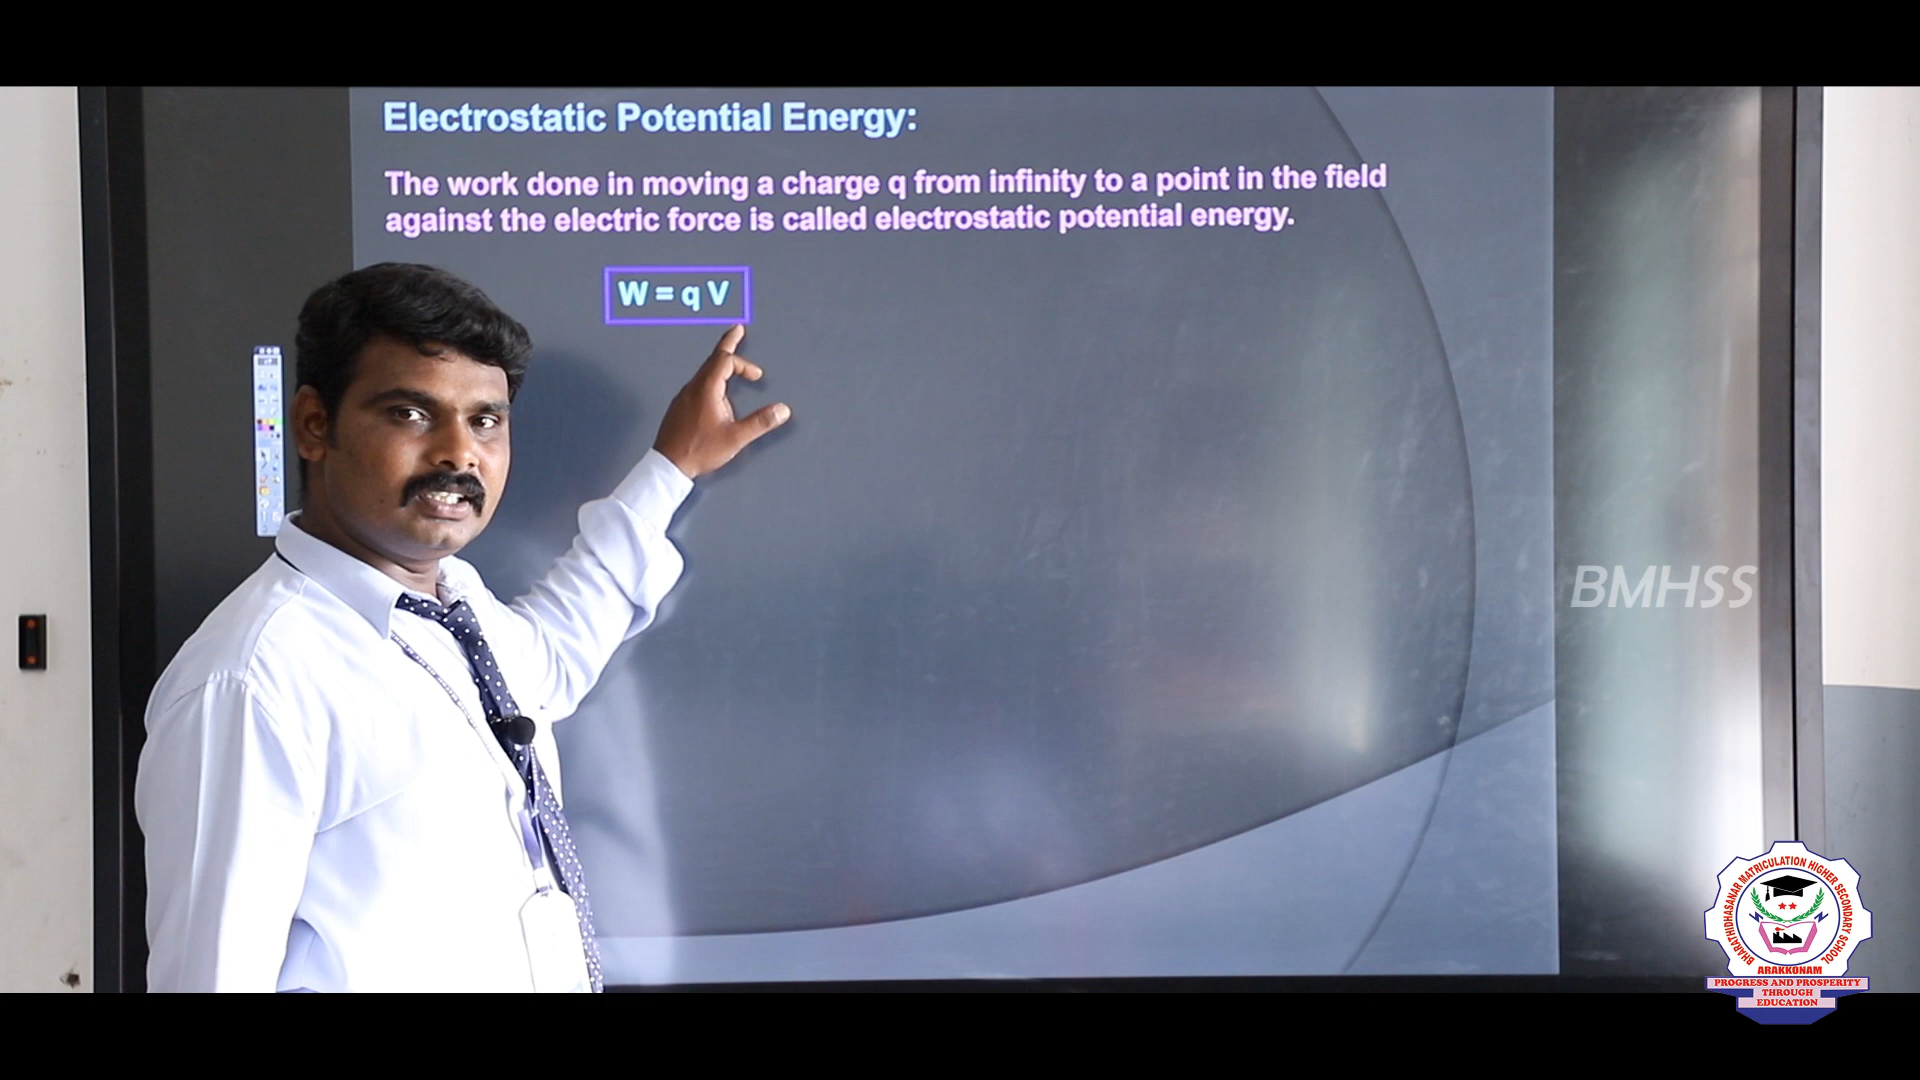 Electrostatic Potential Energy:
The work done in moving a charge q from infinity to a point in the field
against the electric force is called electrostatic potential energy.
W = q V
BMHSS
BHARATHIDHASANAR MATRICULATION HIGHER SECONDARY SCHOOL
ARAKKONAM
PROGRESS AND PROSPERITY
THROUGH
EDUCATION